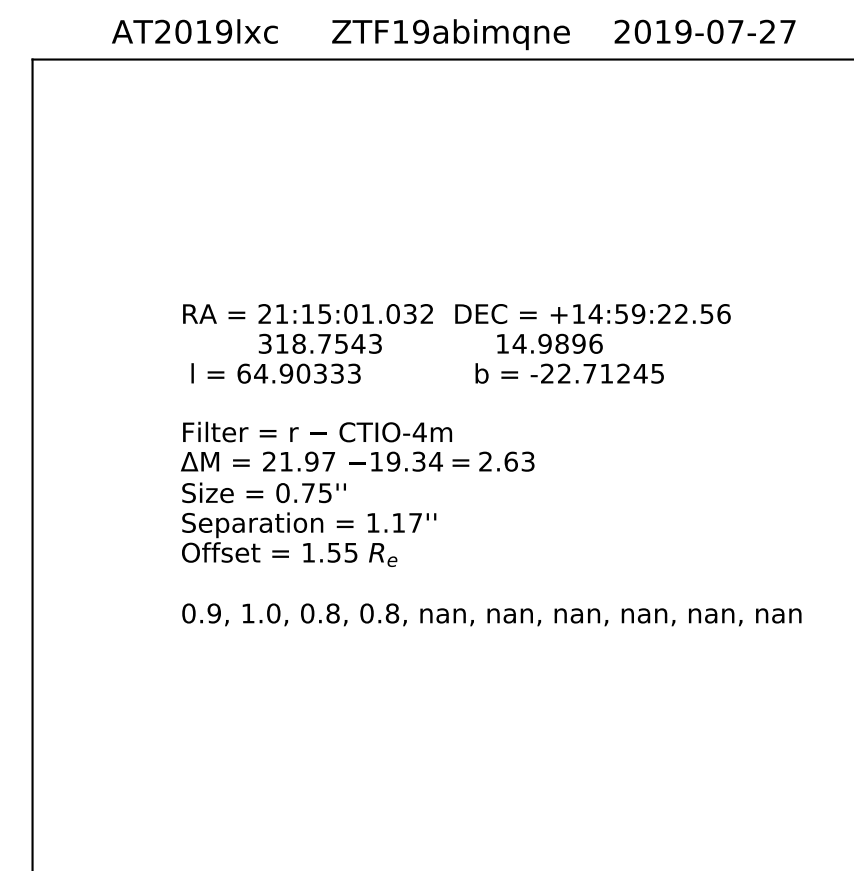 AT2019lxc ZTF19abimqne 2019-07-27
RA = 21:15:01.032 DEC = +14:59:22.56
318.7543 14.9896
l = 64.90333 b = -22.71245
Filter = r − CTIO-4m
ΔM = 21.97 −19.34 = 2.63
Size = 0.75''
Separation = 1.17''
Offset = 1.55 Rₑ
0.9, 1.0, 0.8, 0.8, nan, nan, nan, nan, nan, nan